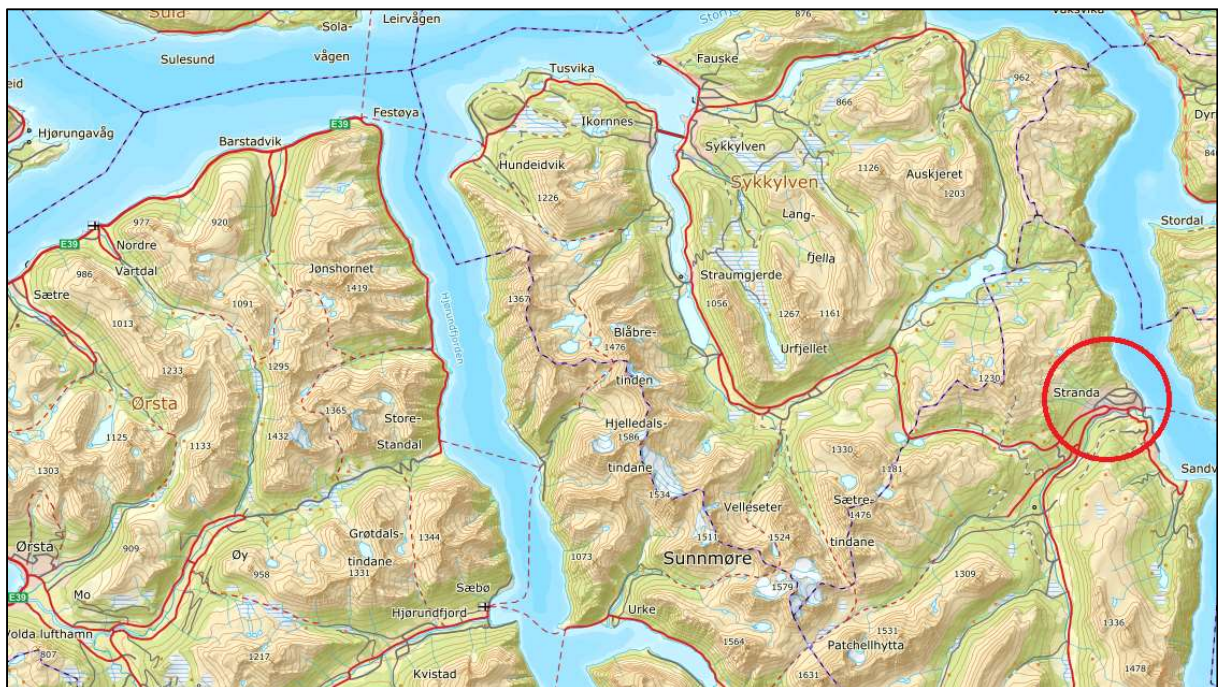 Sula
Leirvågen
Sola-
vågen
Sulesund
eid
Hjørungavåg
Barstadvik
E39
Festøya
Tusvika
Ikornnes
Hundeidvik
1226
Fauske
876
866
962
Vaksvika
Dyr
84
Sykkylven
Sykkylven
1126
Auskjeret
1203
Lang-
fjella
Stordal
977
920
E39
Nordre
Vartdal
986
Sætre
1013
1091
Jønshornet
1419
Hjørundfjorden
1367
Straumgjerde
1056
1267
1161
Urfjellet
Blåbre-
1476
tinden
1233
1295
Ørsta
1365
Store-
Standal
1125
1133
1432
1303
Hjelledals-
1586
tindane
1534
1230
Stranda
1330
1181
Sandv
Velleseter
Sætre-
1476
tindane
1511
1524
Sunnmøre
1579
1309
Ørsta
909
Øy
958
Grøtdals-
tindane
1331
1344
1073
E39
Mo
Sæbø
Hjørundfjord
Urke
1564
1531
Patchellhytta
1336
Volda lufthamn
807
1217
Kvistad
1631
1478